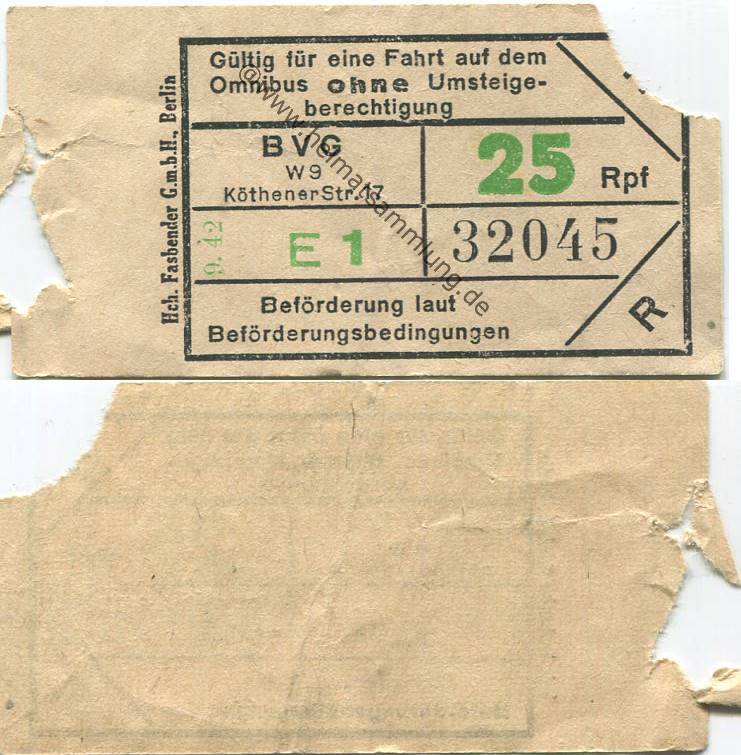 Gültig für eine Fahrt auf dem
Omnibus ohne Umsteige-
berechtigung
BVG
W9
Köthener Str. 17
25 Rpf
9. 42
E 1
32045
Beförderung laut
Beförderungsbedingungen
R
Hch. Fasbender G.m.b.H., Berlin
@www.heimatsammlung.de